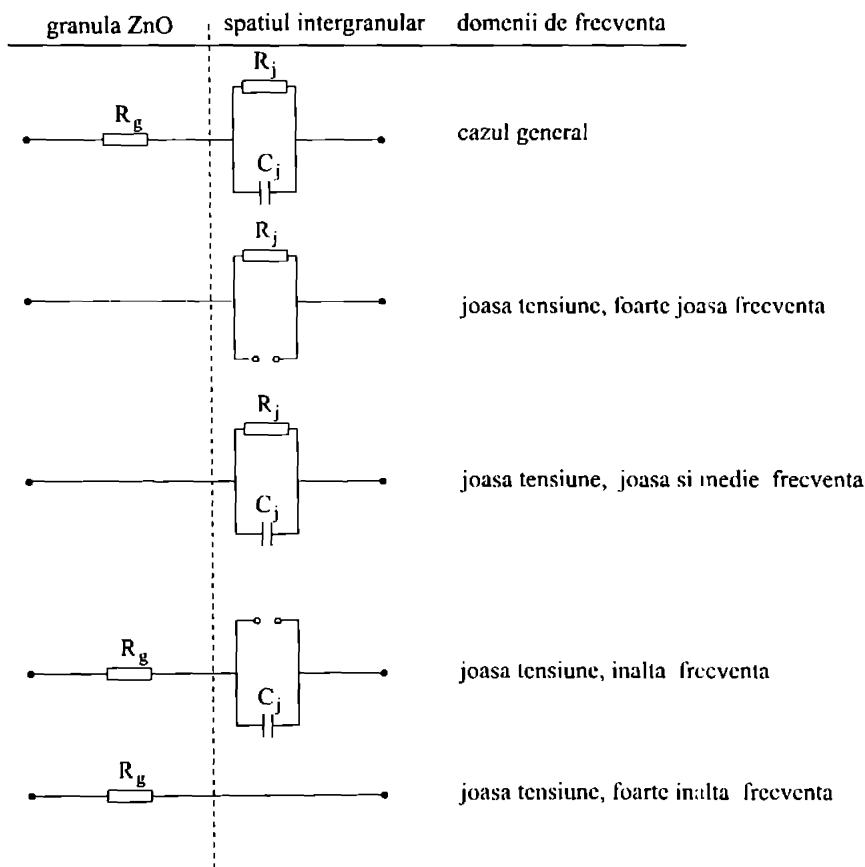 granula ZnO spatiul intergranular domenii de frecventa
R_j
R_g
C_j
cazul general
R_j
joasa tensiune, foarte joasa frecventa
R_j
joasa tensiune, joasa si medie frecventa
C_j
R_g
joasa tensiune, inalta frecventa
C_j
R_g
joasa tensiune, foarte inalta frecventa